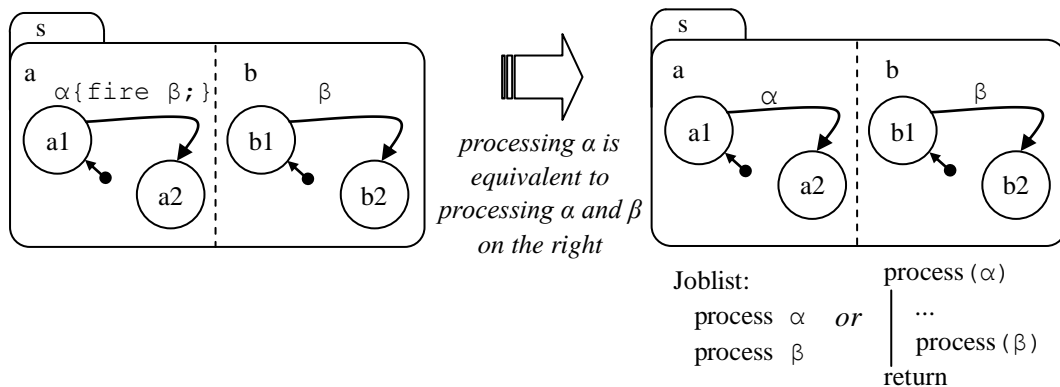 s
a
b
α{fire β;}
β
a1
b1
a2
b2
processing α is
equivalent to
processing α and β
on the right
s
a
b
α
β
a1
b1
a2
b2
Joblist:
process α
process β
or
process(α)
...
process(β)
return